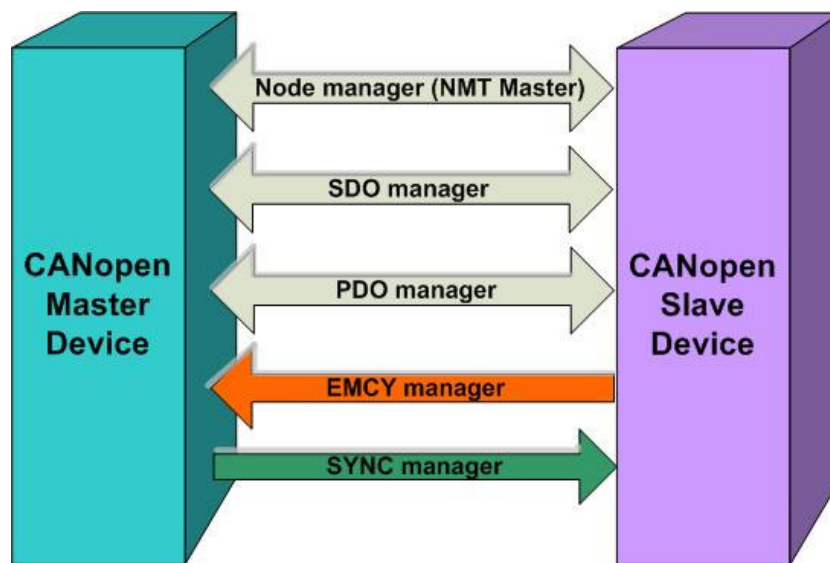 Node manager (NMT Master)
SDO manager
CANopen
Master
Device
PDO manager
CANopen
Slave
Device
EMCY manager
SYNC manager